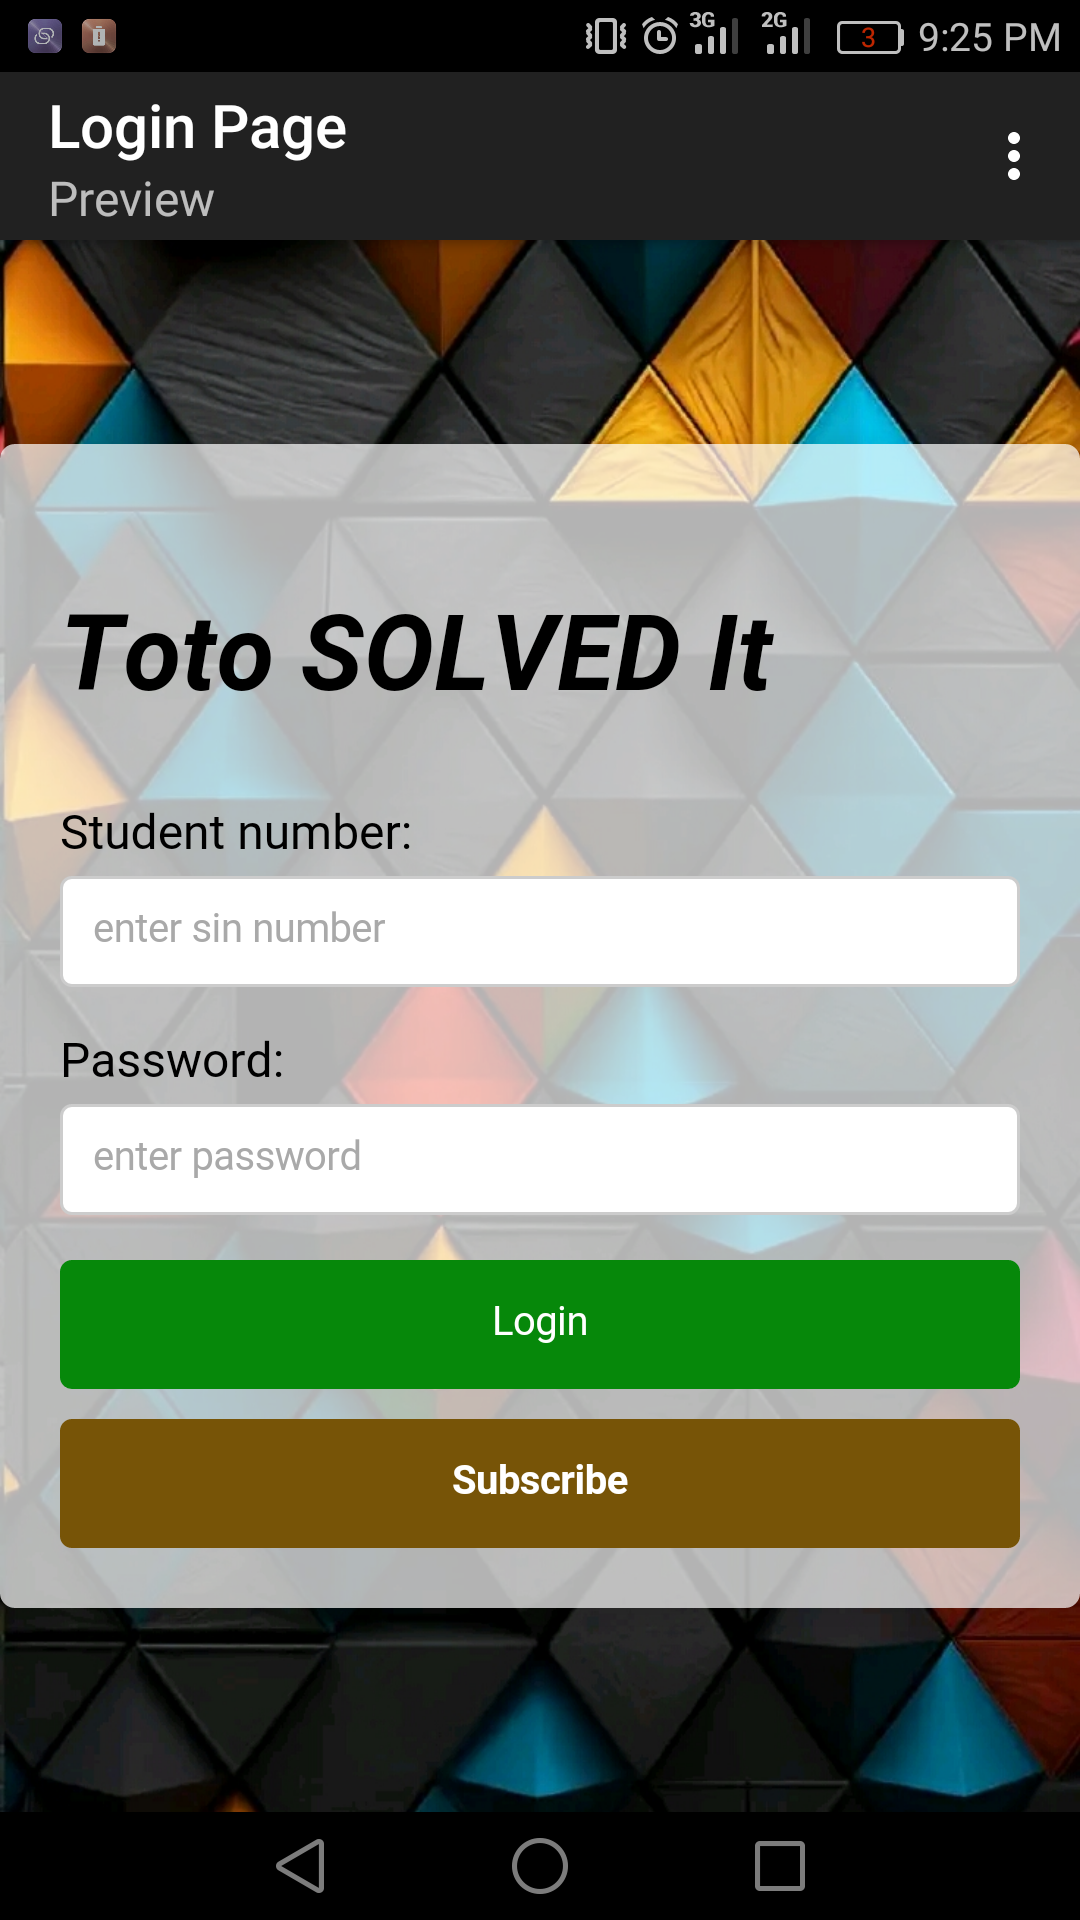 3G 2G 3 9:25 PM
Login Page
Preview
Toto SOLVED It
Student number:
enter sin number
Password:
enter password
Login
Subscribe